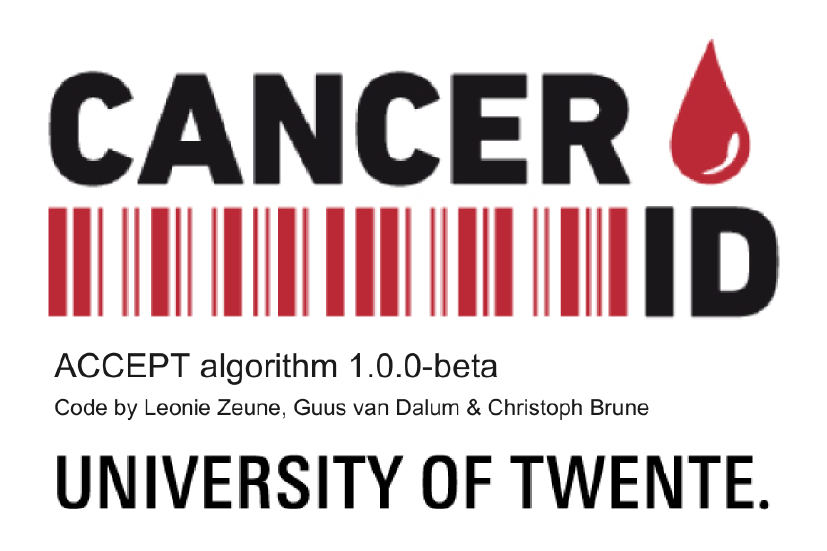 CANCER
ID
ACCEPT algorithm 1.0.0-beta
Code by Leonie Zeune, Guus van Dalum & Christoph Brune
UNIVERSITY OF TWENTE.